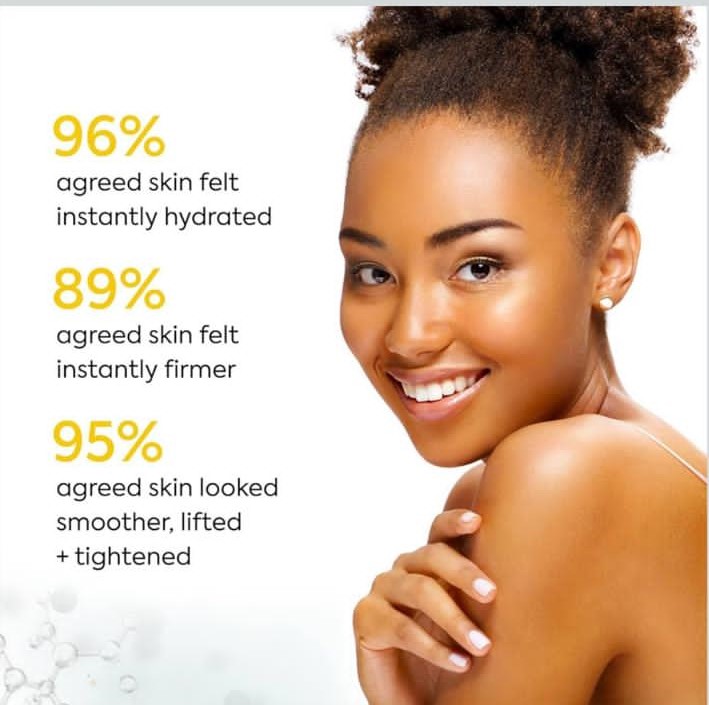 96%
agreed skin felt
instantly hydrated
89%
agreed skin felt
instantly firmer
95%
agreed skin looked
smoother, lifted
+ tightened